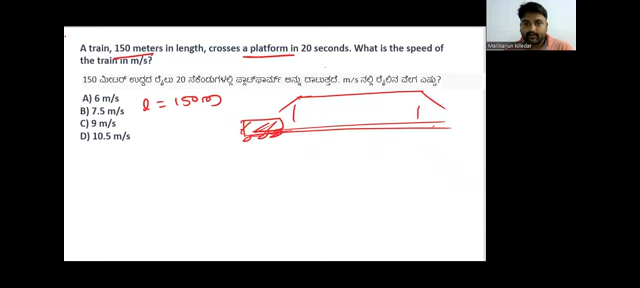 A train, 150 meters in length, crosses a platform in 20 seconds. What is the speed of
the train in m/s?
150 ಮೀಟರ್ ಉದ್ದದ ರೈಲು 20 ಸೆಕೆಂಡುಗಳಲ್ಲಿ ಪ್ಲಾಟ್‌ಫಾರ್ಮ್ ಅನ್ನು ದಾಟುತ್ತದೆ. m/s ನಲ್ಲಿ ರೈಲಿನ ವೇಗ ಎಷ್ಟು?
A) 6 m/s
B) 7.5 m/s
C) 9 m/s
D) 10.5 m/s
l = 150m
Mallikarjun killedar